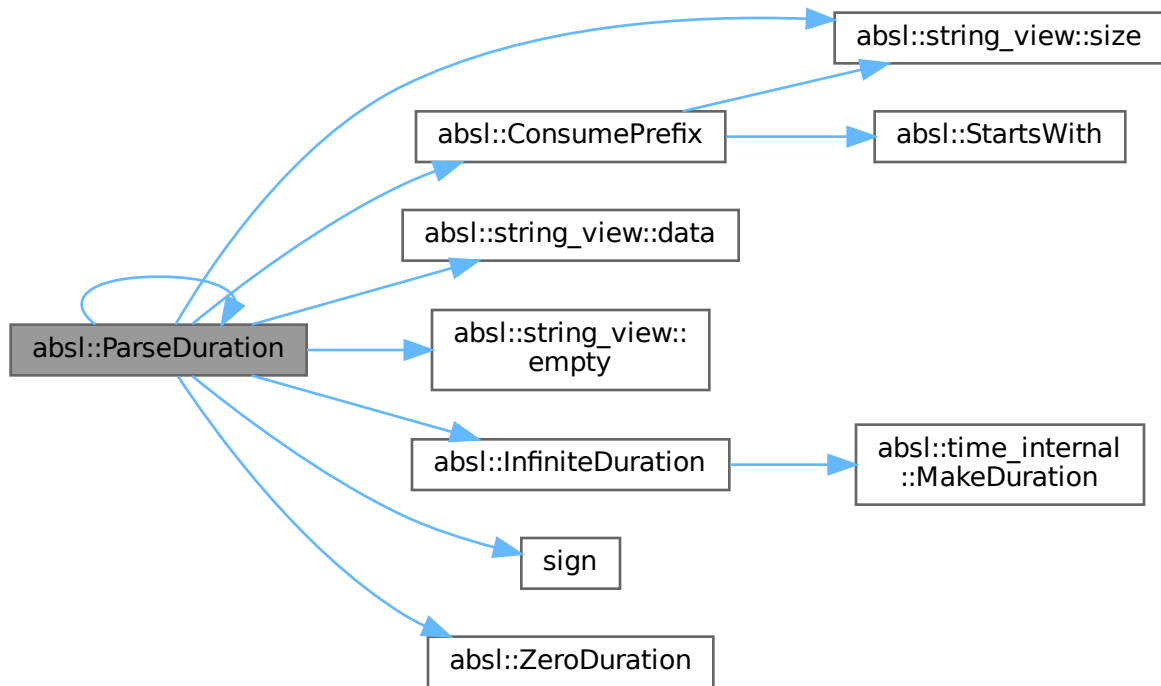 absl::string_view::size
absl::ConsumePrefix
absl::StartsWith
absl::string_view::data
absl::ParseDuration
absl::string_view::
empty
absl::InfiniteDuration
absl::time_internal
::MakeDuration
sign
absl::ZeroDuration